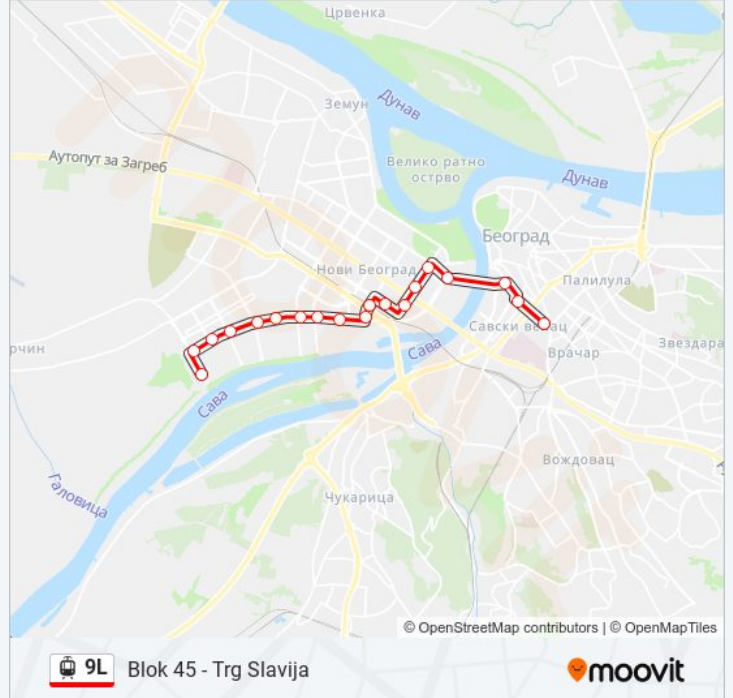 Црвенка
Земун
Дунав
Аутопут за Загреб
Велико ратно
острво
Дунав
Београд
Нови Београд
Палилула
Савски венац
Сава
рчин
Врачар
Звездара
Сава
Вождовац
Галовица
Чукарица
© OpenStreetMap contributors | © OpenMapTiles
9L Blok 45 - Trg Slavija
moovit